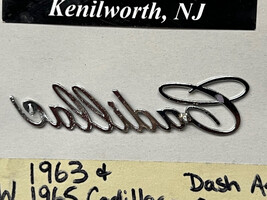 Kenilworth, NJ
Cadillac
1963 &
W 1965 Cadillac Dash A